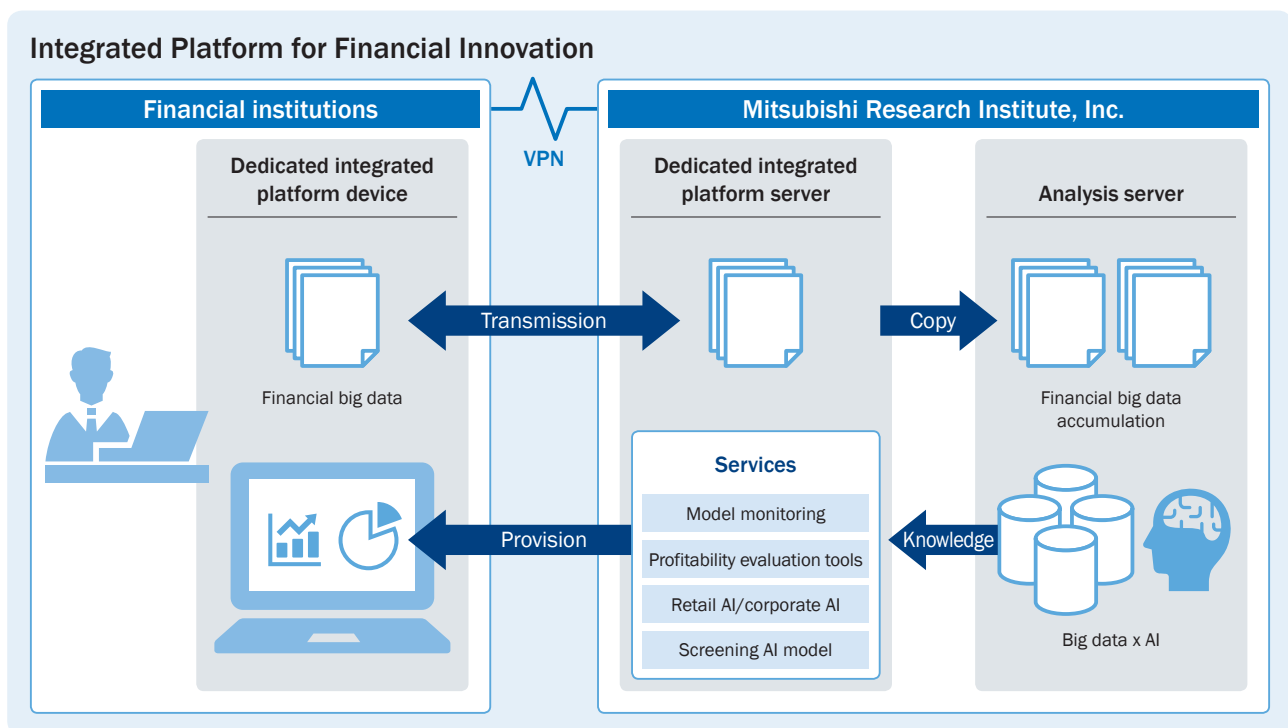 Integrated Platform for Financial Innovation
Financial institutions
VPN
Mitsubishi Research Institute, Inc.
Dedicated integrated
platform device
Dedicated integrated
platform server
Analysis server
Transmission
Copy
Financial big data
Financial big data
accumulation
Services
Model monitoring
Profitability evaluation tools
Retail AI/corporate AI
Screening AI model
Provision
Knowledge
Big data x AI